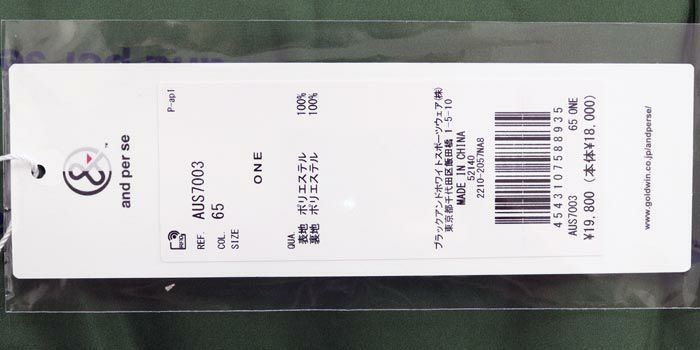 and per se
™
P-apl
REF. AUS7003
COL. 65
SIZE
ONE
QUA.
表地 ポリエステル 100%
裏地 ポリエステル 100%
ブラックアンドホワイトスポーツウェア(株)
東京都千代田区飯田橋 1-5-10
MADE IN CHINA
52140
2210-2057NA8
4543107588935
AUS7003 65 ONE
¥19,800 (本体¥18,000)
www.goldwin.co.jp/andperse/